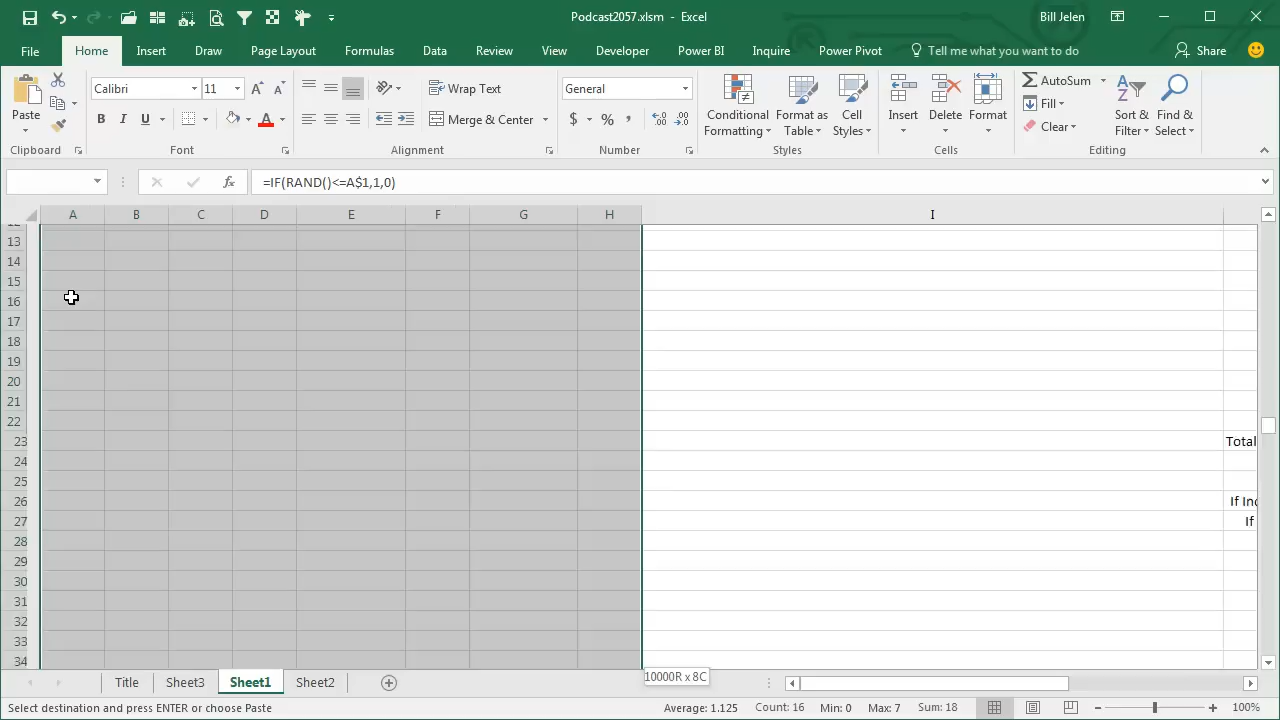 Podcast2057.xlsm - Excel
Bill Jelen
File Home Insert Draw Page Layout Formulas Data Review View Developer Power BI Inquire Power Pivot Tell me what you want to do Share
Paste
Calibri 11
B I U
A A
Wrap Text
Merge & Center
General
$ % ,
Conditional Formatting
Format as Table
Cell Styles
Insert Delete Format
AutoSum
Fill
Clear
Sort & Filter
Find & Select
Clipboard Font Alignment Number Styles Cells Editing
fx =IF(RAND()<=A$1,1,0)
A B C D E F G H I
13
14
15
16
17
18
19
20
21
22
23 Total
24
25
26 If Inc
27 If
28
29
30
31
32
33
34
10000R x 8C
Title Sheet3 Sheet1 Sheet2
Select destination and press ENTER or choose Paste Average: 1.125 Count: 16 Min: 0 Max: 7 Sum: 18 100%